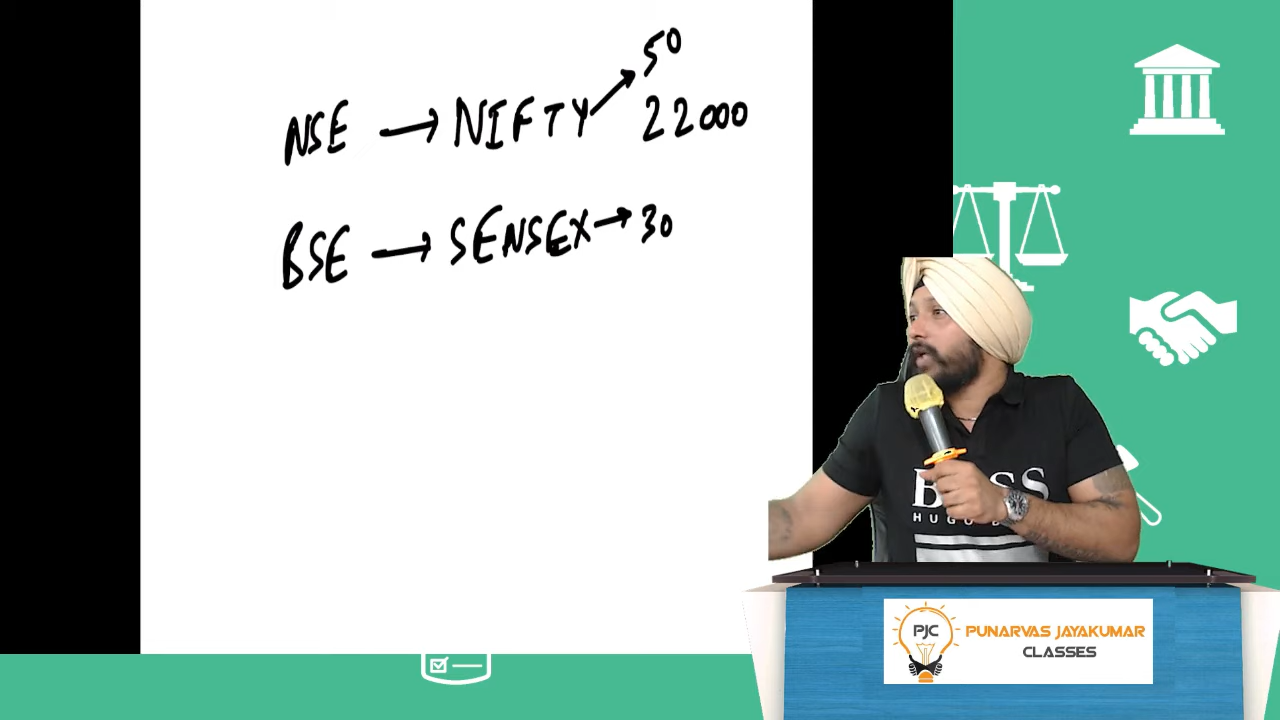 50
NSE → NIFTY 22000
BSE → SENSEX → 30
BOSS
HUGO B
PJC PUNARVAS JAYAKUMAR
CLASSES